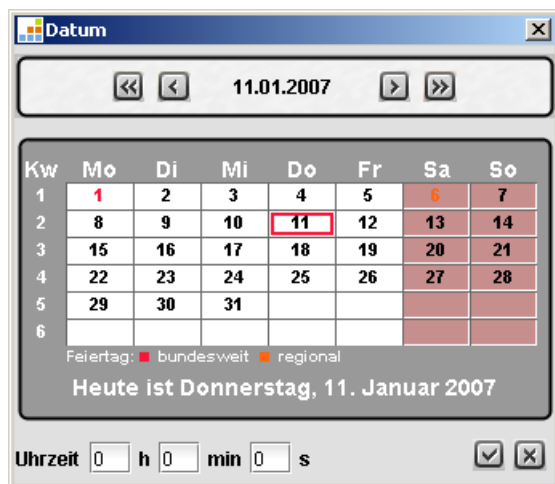 Datum
11.01.2007
Kw Mo Di Mi Do Fr Sa So
1 1 2 3 4 5 6 7
2 8 9 10 11 12 13 14
3 15 16 17 18 19 20 21
4 22 23 24 25 26 27 28
5 29 30 31
6
Feiertag: bundesweit regional
Heute ist Donnerstag, 11. Januar 2007
Uhrzeit 0 h 0 min 0 s